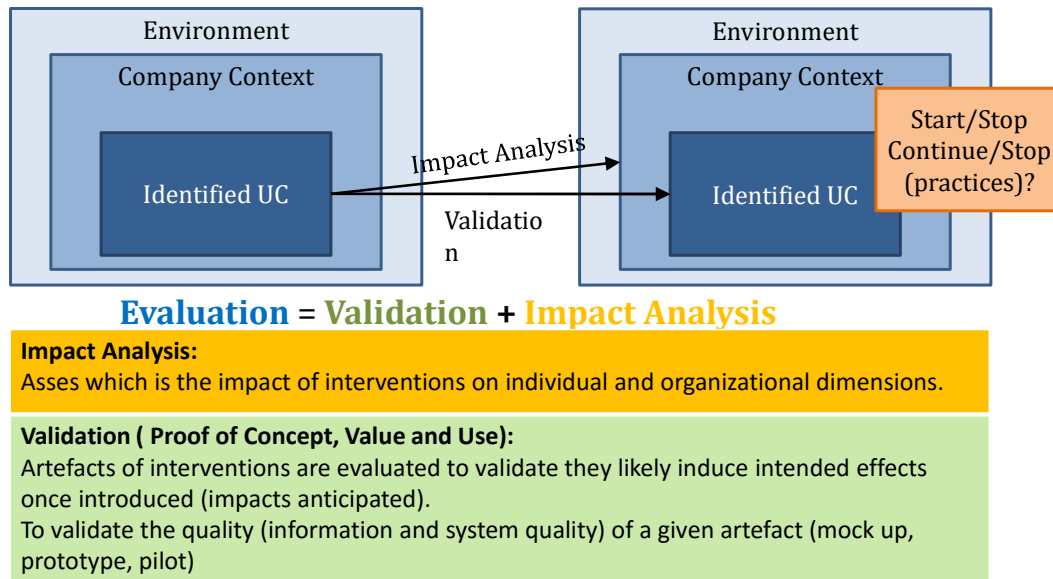 Environment
Company Context
Identified UC
Impact Analysis
Validatio
n
Environment
Company Context
Identified UC
Start/Stop
Continue/Stop
(practices)?
Evaluation = Validation + Impact Analysis
Impact Analysis:
Asses which is the impact of interventions on individual and organizational dimensions.
Validation ( Proof of Concept, Value and Use):
Artefacts of interventions are evaluated to validate they likely induce intended effects
once introduced (impacts anticipated).
To validate the quality (information and system quality) of a given artefact (mock up,
prototype, pilot)